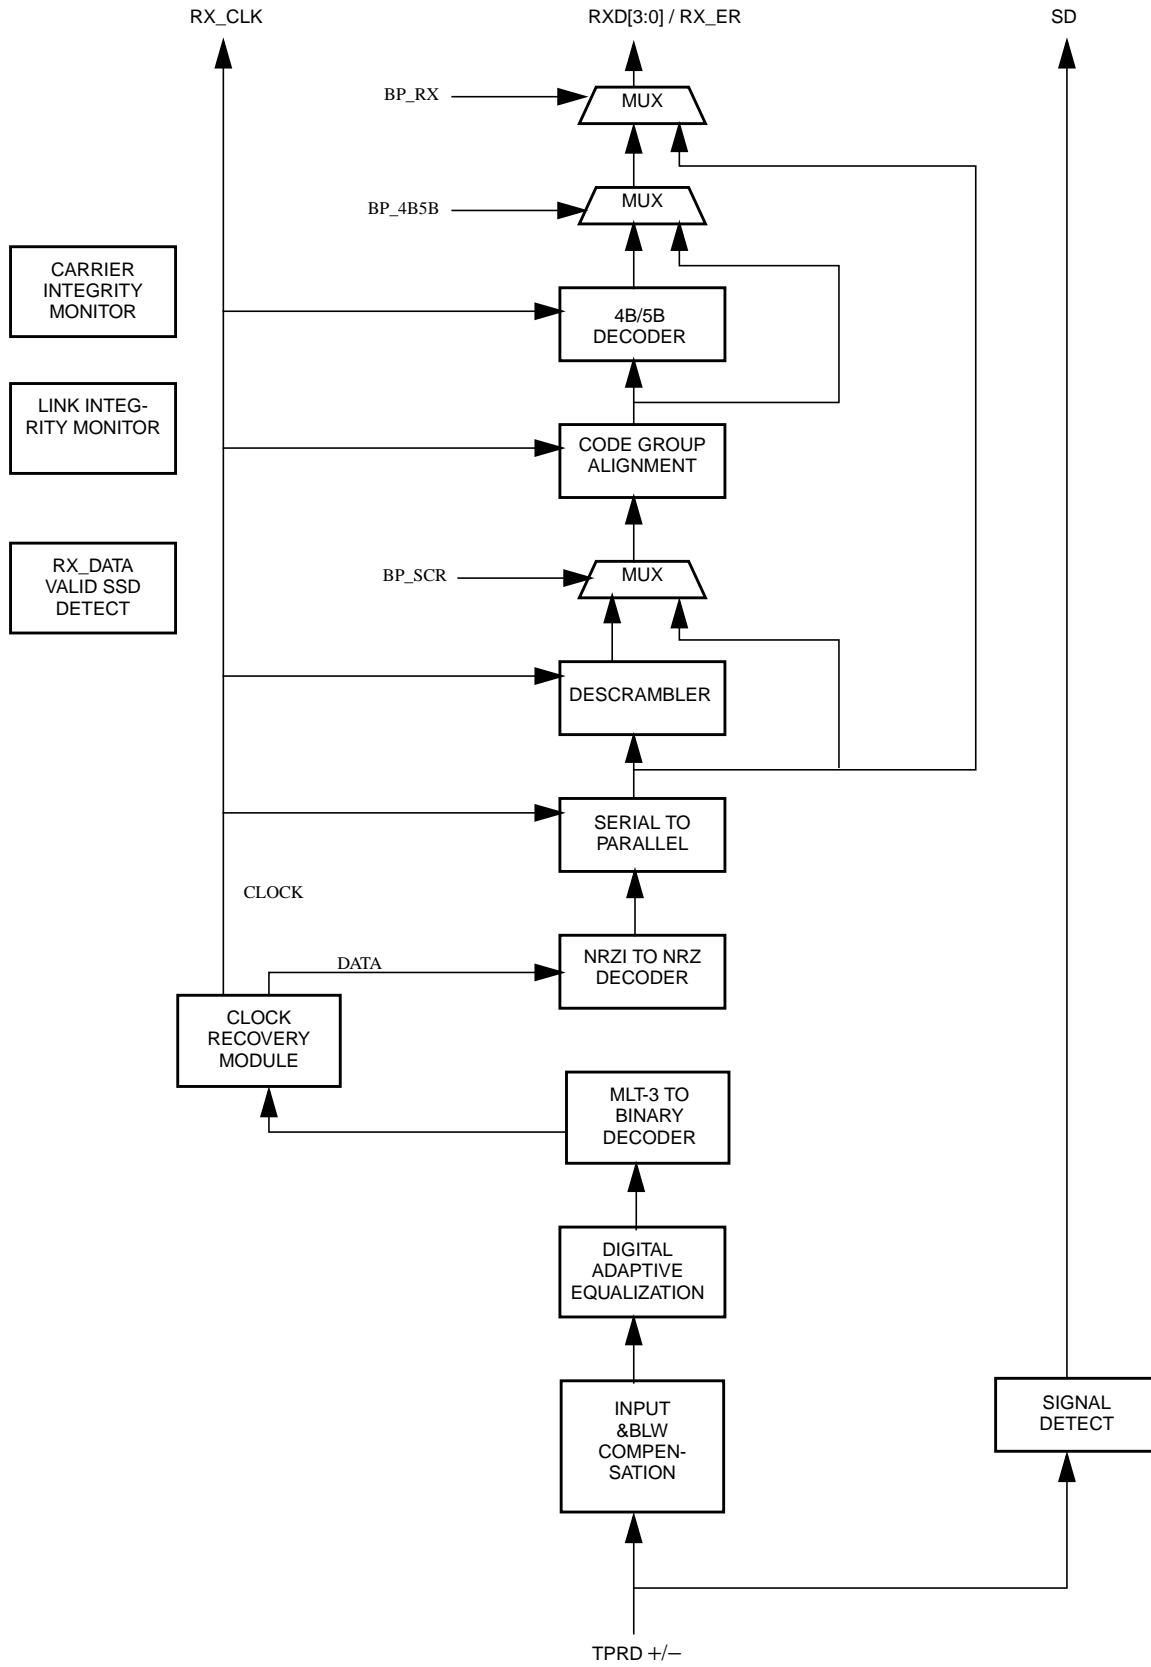 RX_CLK
RXD[3:0] / RX_ER
SD
BP_RX
MUX
BP_4B5B
MUX
CARRIER
INTEGRITY
MONITOR
4B/5B
DECODER
LINK INTEG-
RITY MONITOR
CODE GROUP
ALIGNMENT
RX_DATA
VALID SSD
DETECT
BP_SCR
MUX
DESCRAMBLER
SERIAL TO
PARALLEL
CLOCK
DATA
NRZI TO NRZ
DECODER
CLOCK
RECOVERY
MODULE
MLT-3 TO
BINARY
DECODER
DIGITAL
ADAPTIVE
EQUALIZATION
INPUT
&BLW
COMPEN-
SATION
SIGNAL
DETECT
TPRD +/−